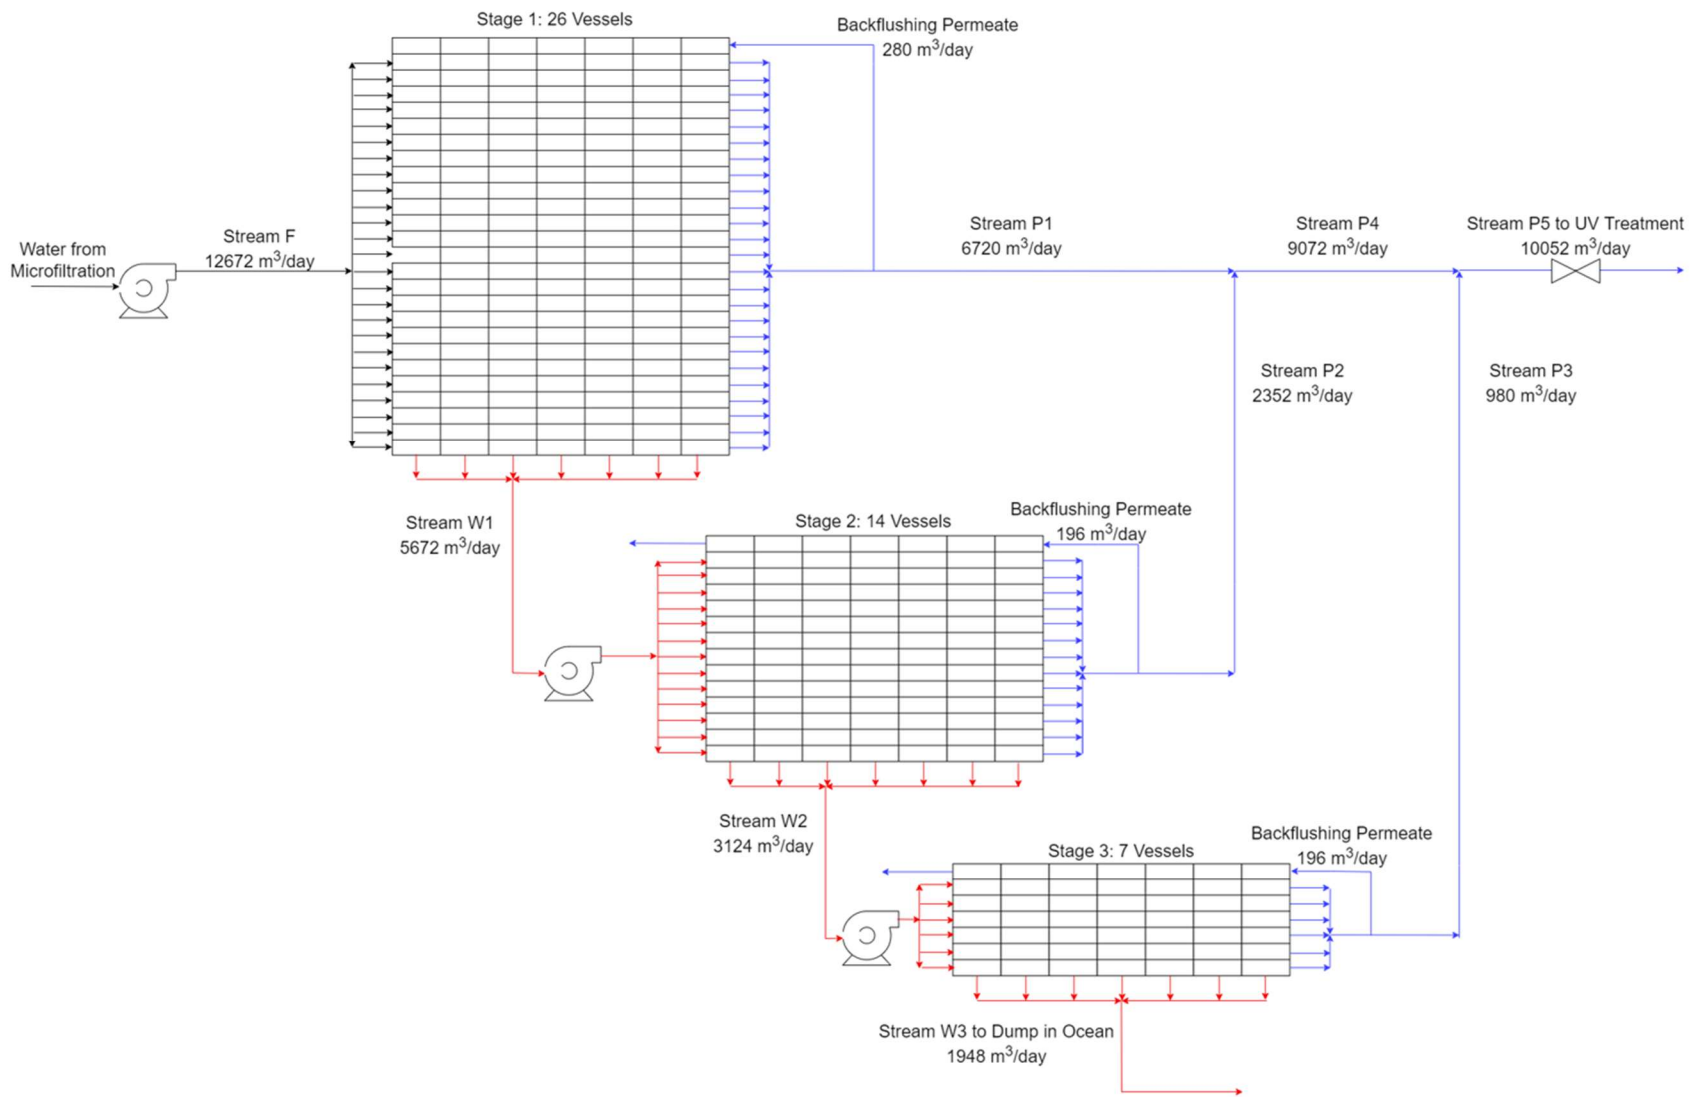 Stage 1: 26 Vessels
Backflushing Permeate
280 m³/day
Water from
Microfiltration
Stream F
12672 m³/day
Stream P1
6720 m³/day
Stream P4
9072 m³/day
Stream P5 to UV Treatment
10052 m³/day
Stream P2
2352 m³/day
Stream P3
980 m³/day
Stream W1
5672 m³/day
Stage 2: 14 Vessels
Backflushing Permeate
196 m³/day
Stream W2
3124 m³/day
Stage 3: 7 Vessels
Backflushing Permeate
196 m³/day
Stream W3 to Dump in Ocean
1948 m³/day